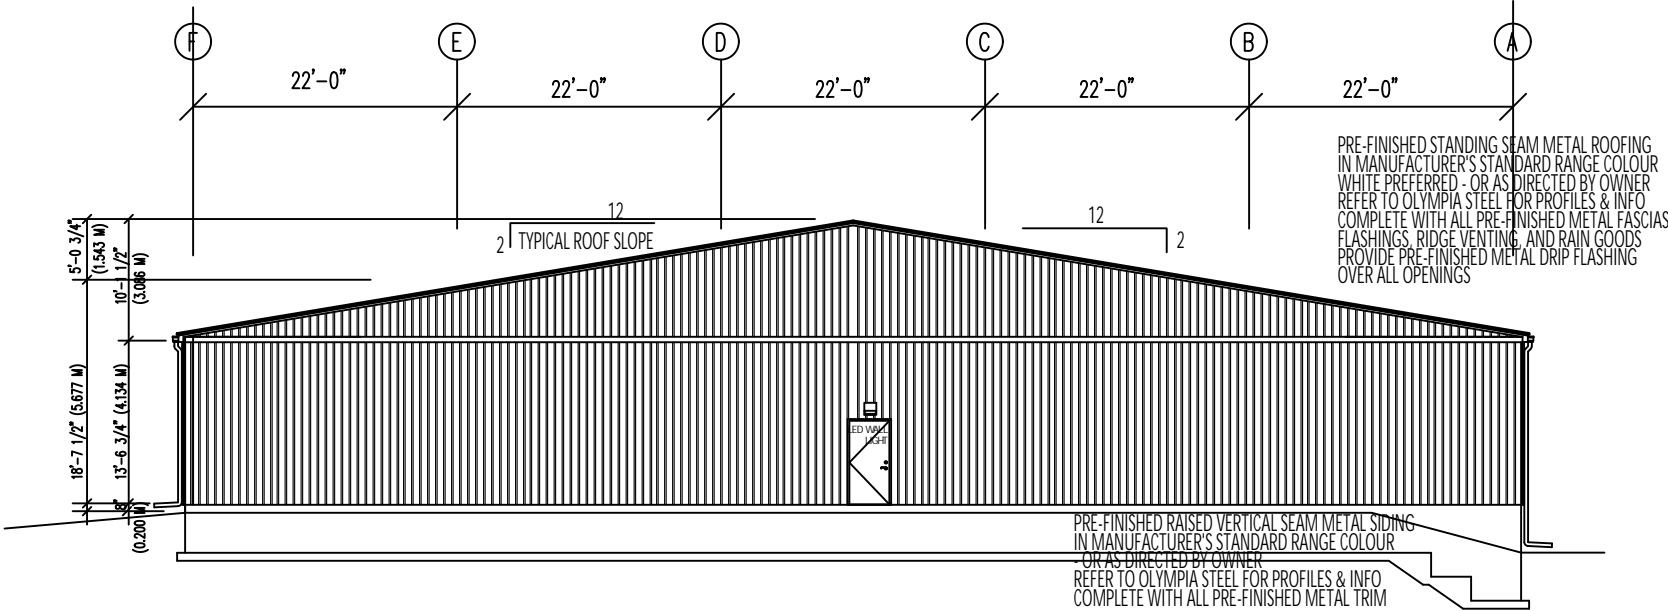 F E D C B A
22'-0" 22'-0" 22'-0" 22'-0" 22'-0"
PRE-FINISHED STANDING SEAM METAL ROOFING
IN MANUFACTURER'S STANDARD RANGE COLOUR
WHITE PREFERRED - OR AS DIRECTED BY OWNER
REFER TO OLYMPIA STEEL FOR PROFILES & INFO
COMPLETE WITH ALL PRE-FINISHED METAL FASCIAS
FLASHINGS, RIDGE VENTING, AND RAIN GOODS
PROVIDE PRE-FINISHED METAL DRIP FLASHING
OVER ALL OPENINGS
12
2 TYPICAL ROOF SLOPE
12
2
5'-0 3/4"
(1.543 M)
10'-1 1/2"
(3.086 M)
18'-7 1/2" (5.677 M)
13'-6 3/4" (4.134 M)
8"
(0.200 M)
LED WALL
LIGHT
PRE-FINISHED RAISED VERTICAL SEAM METAL SIDING
IN MANUFACTURER'S STANDARD RANGE COLOUR
- OR AS DIRECTED BY OWNER
REFER TO OLYMPIA STEEL FOR PROFILES & INFO
COMPLETE WITH ALL PRE-FINISHED METAL TRIM